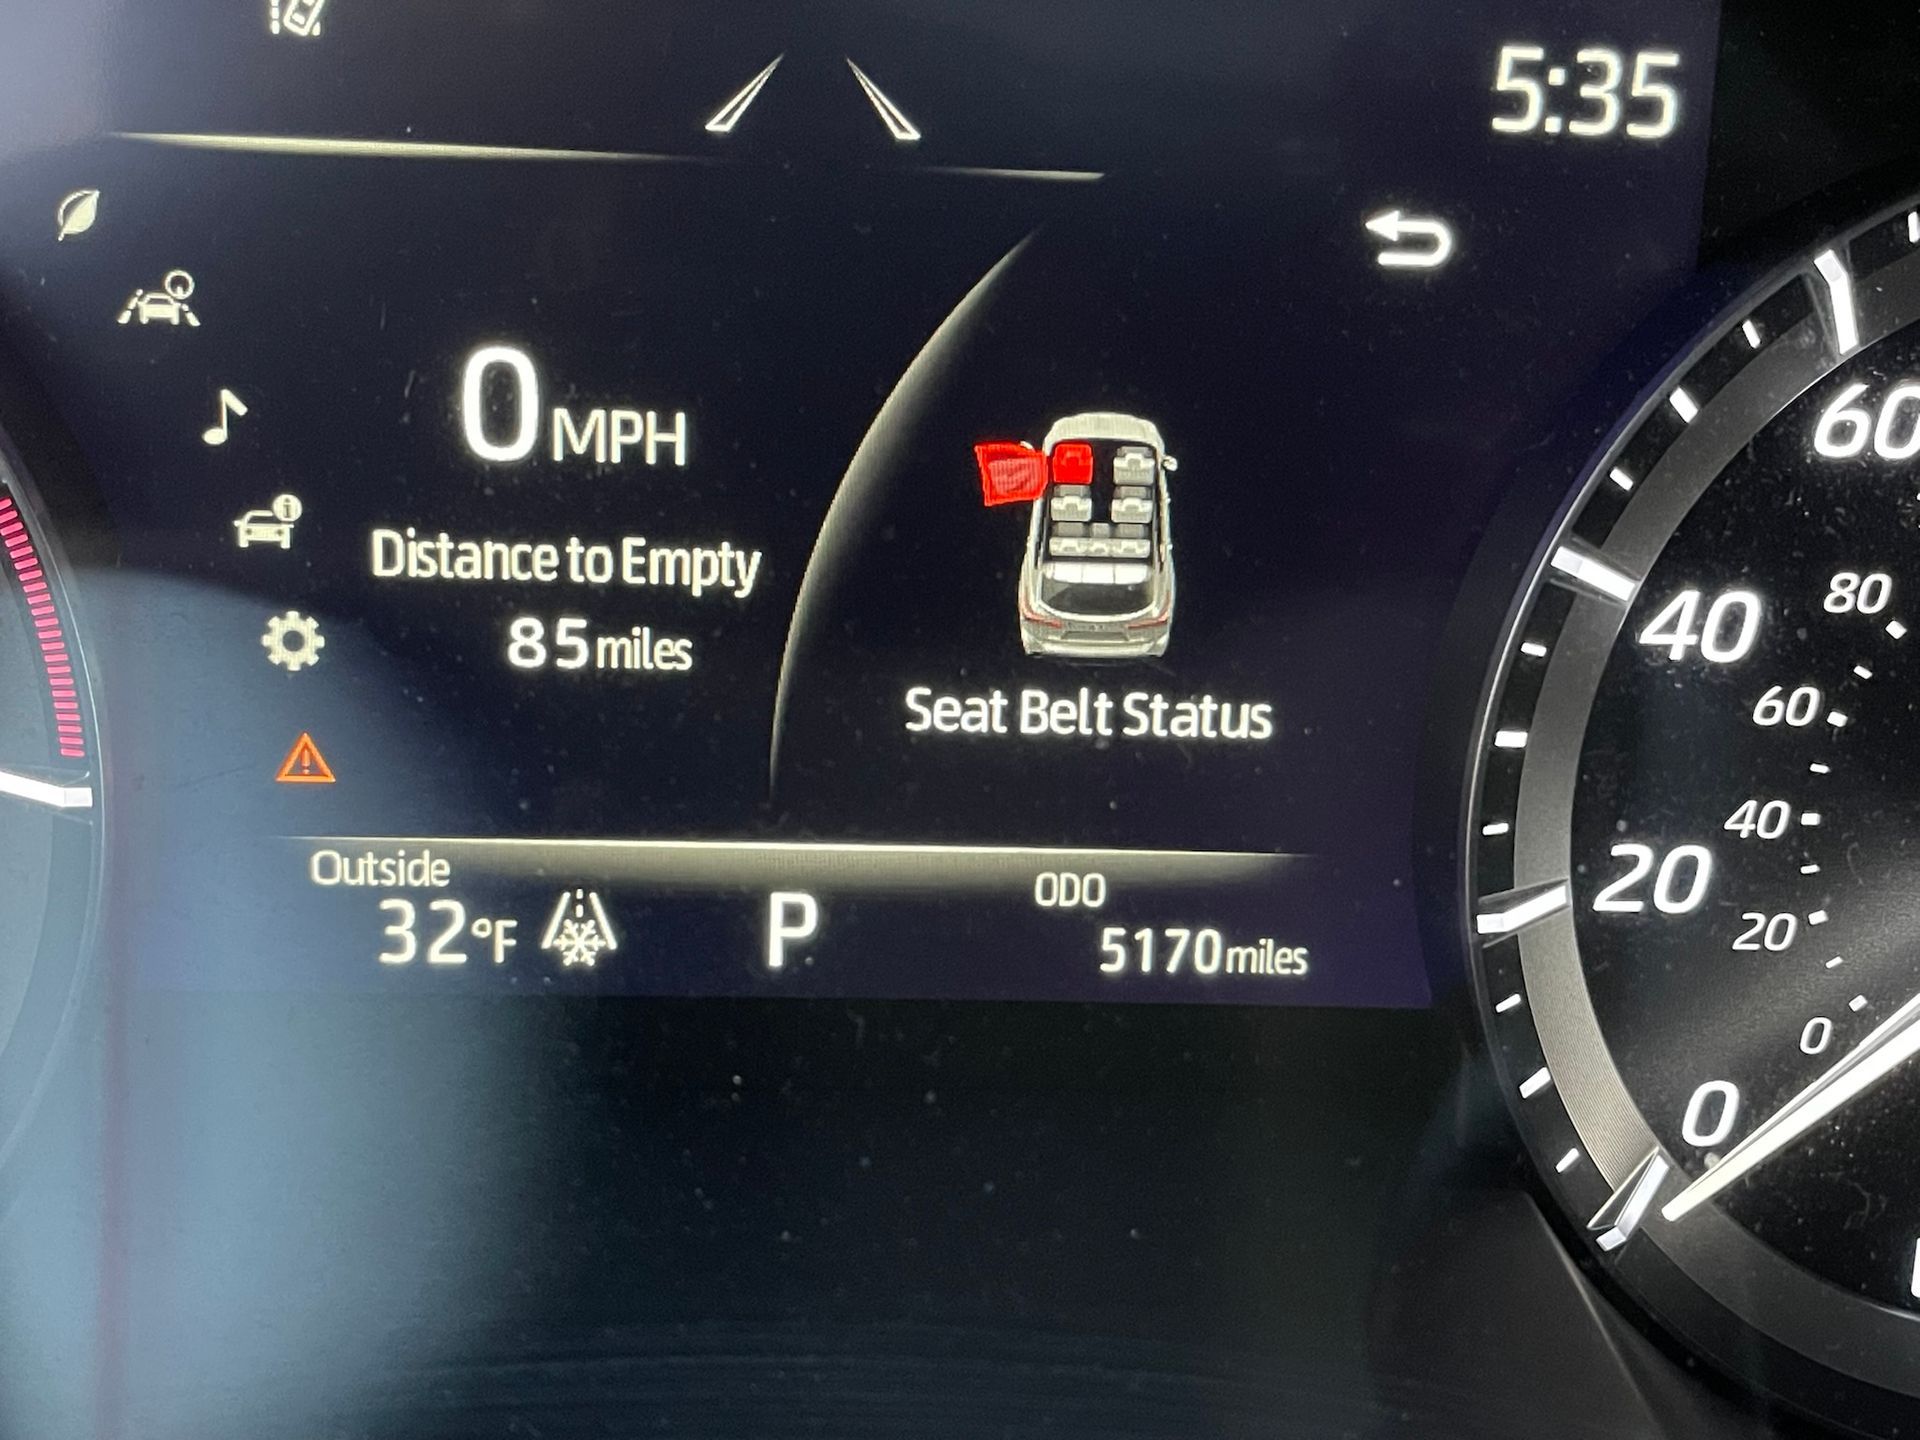 5:35
0 MPH
Distance to Empty
85 miles
Seat Belt Status
Outside
32°F
P
ODO
5170 miles
60
40
20
0
80
60
40
20
0